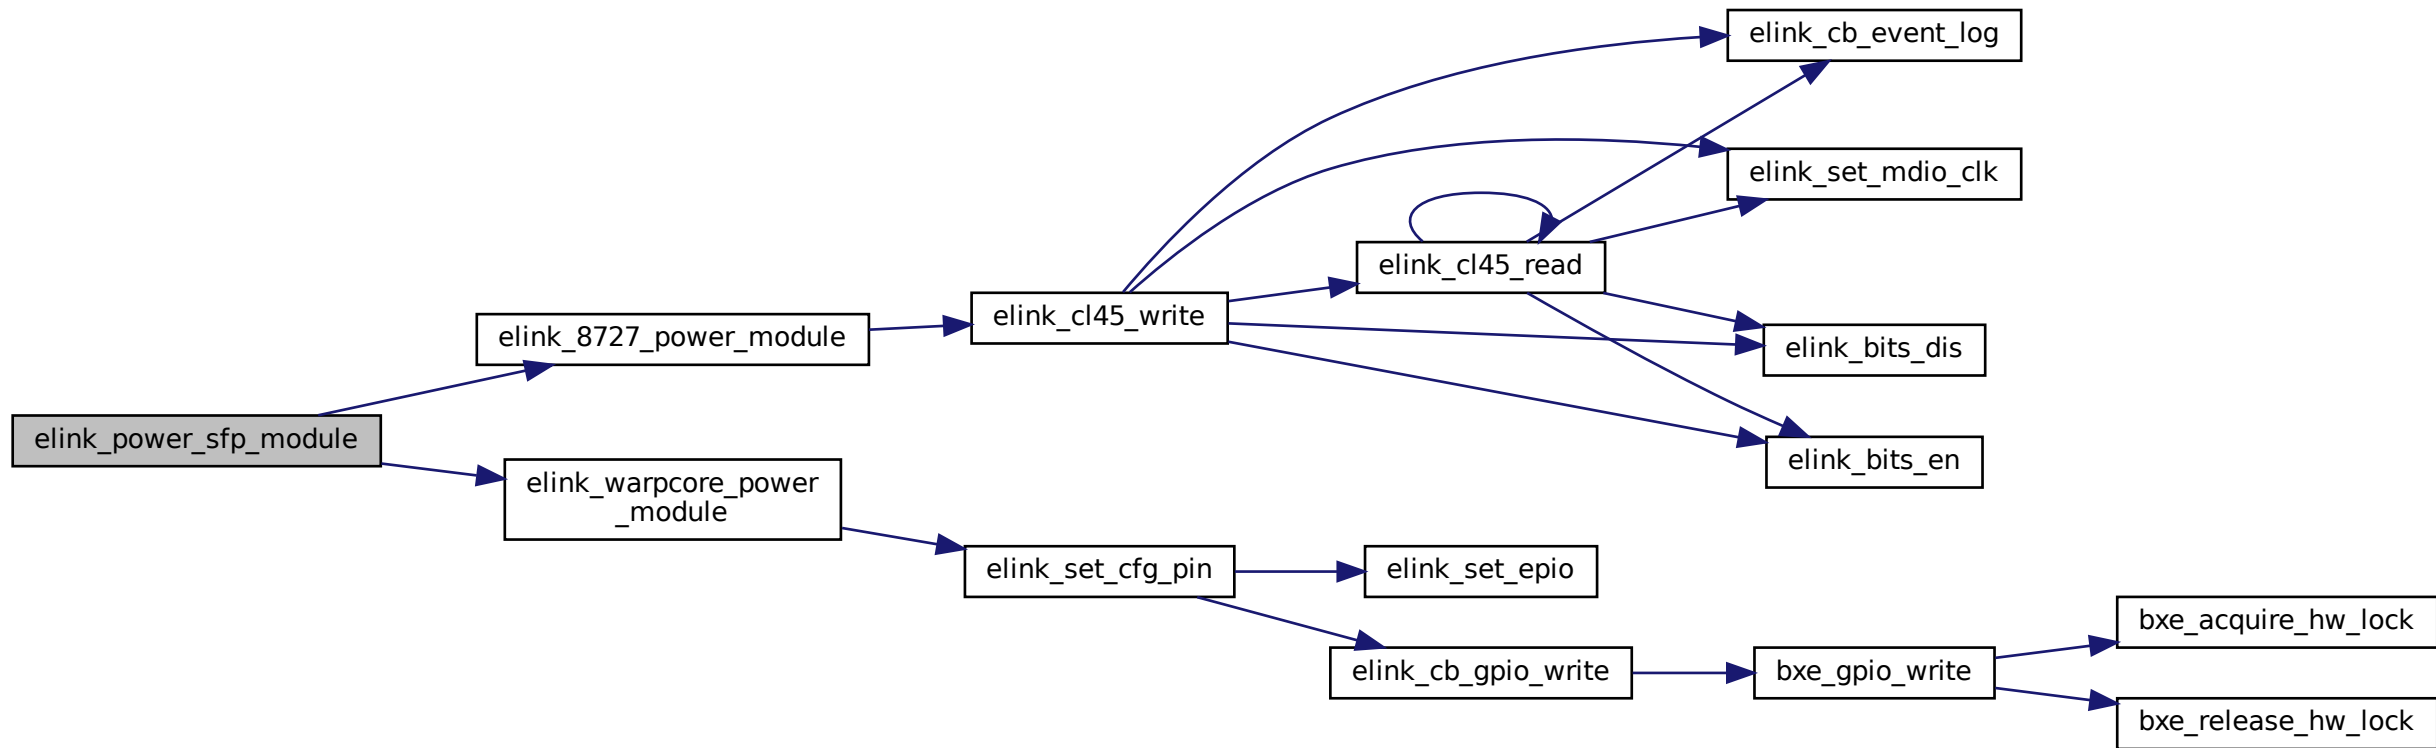 elink_power_sfp_module
elink_8727_power_module
elink_warpcore_power
_module
elink_cl45_write
elink_set_cfg_pin
elink_cl45_read
elink_set_epio
elink_cb_gpio_write
elink_cb_event_log
elink_set_mdio_clk
elink_bits_dis
elink_bits_en
bxe_gpio_write
bxe_acquire_hw_lock
bxe_release_hw_lock